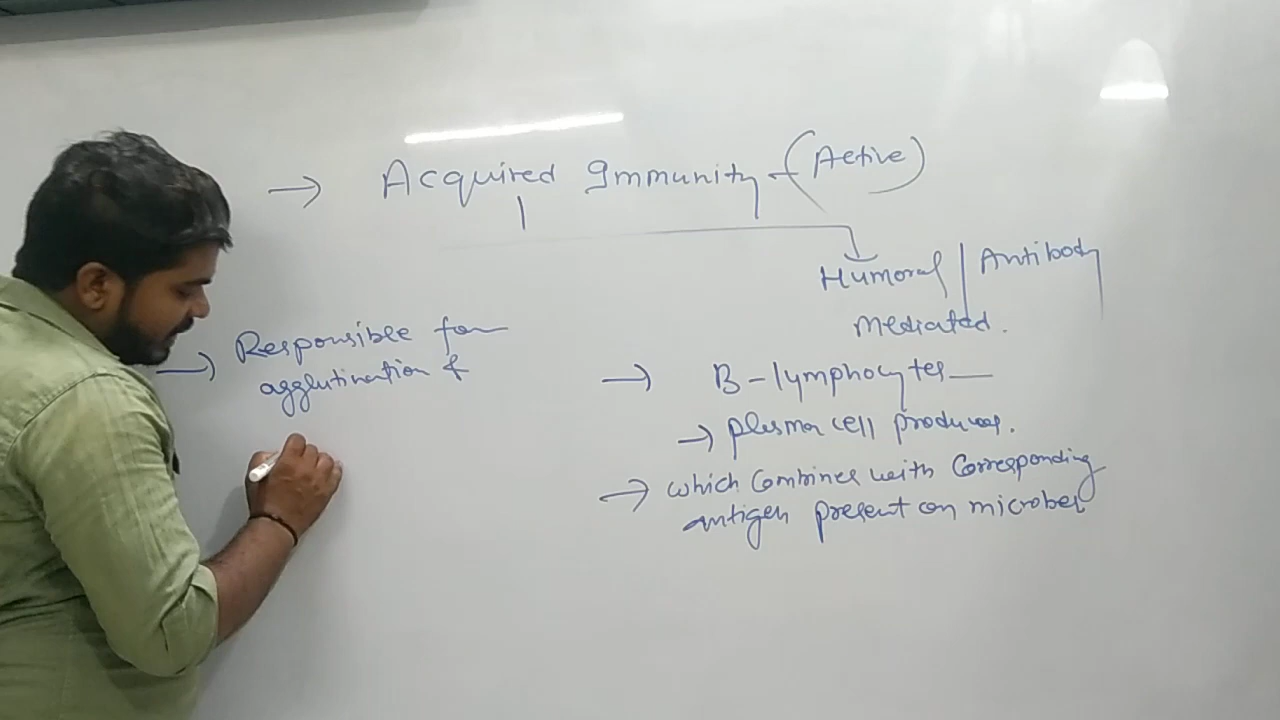 → Acquired Immunity - (Active)
Humoral / Antibody
mediated.
→ Responsible for
agglutination &
→ B-lymphocytes —
→ plasma cell produces.
→ which combines with corresponding
antigen present on microbes